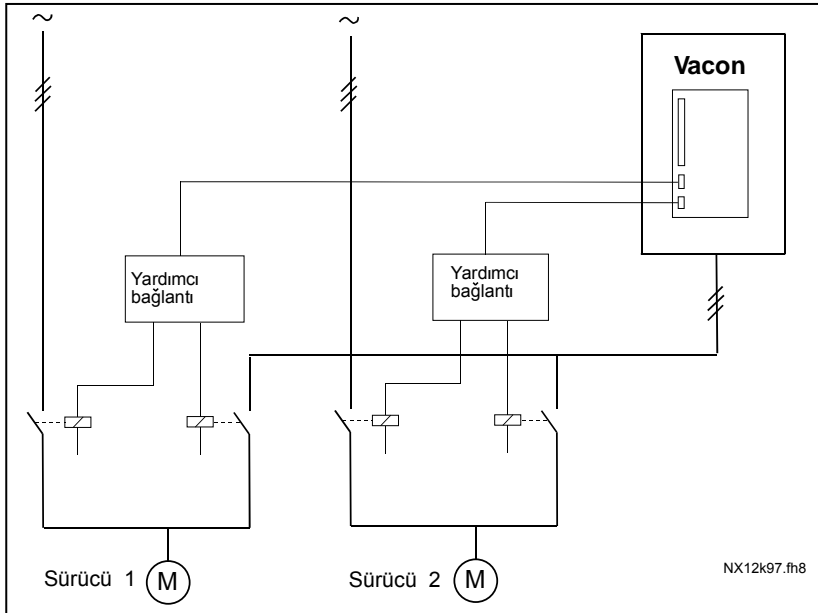 ~
~
Vacon
Yardımcı
bağlantı
Yardımcı
bağlantı
Sürücü 1
M
Sürücü 2
M
NX12k97.fh8